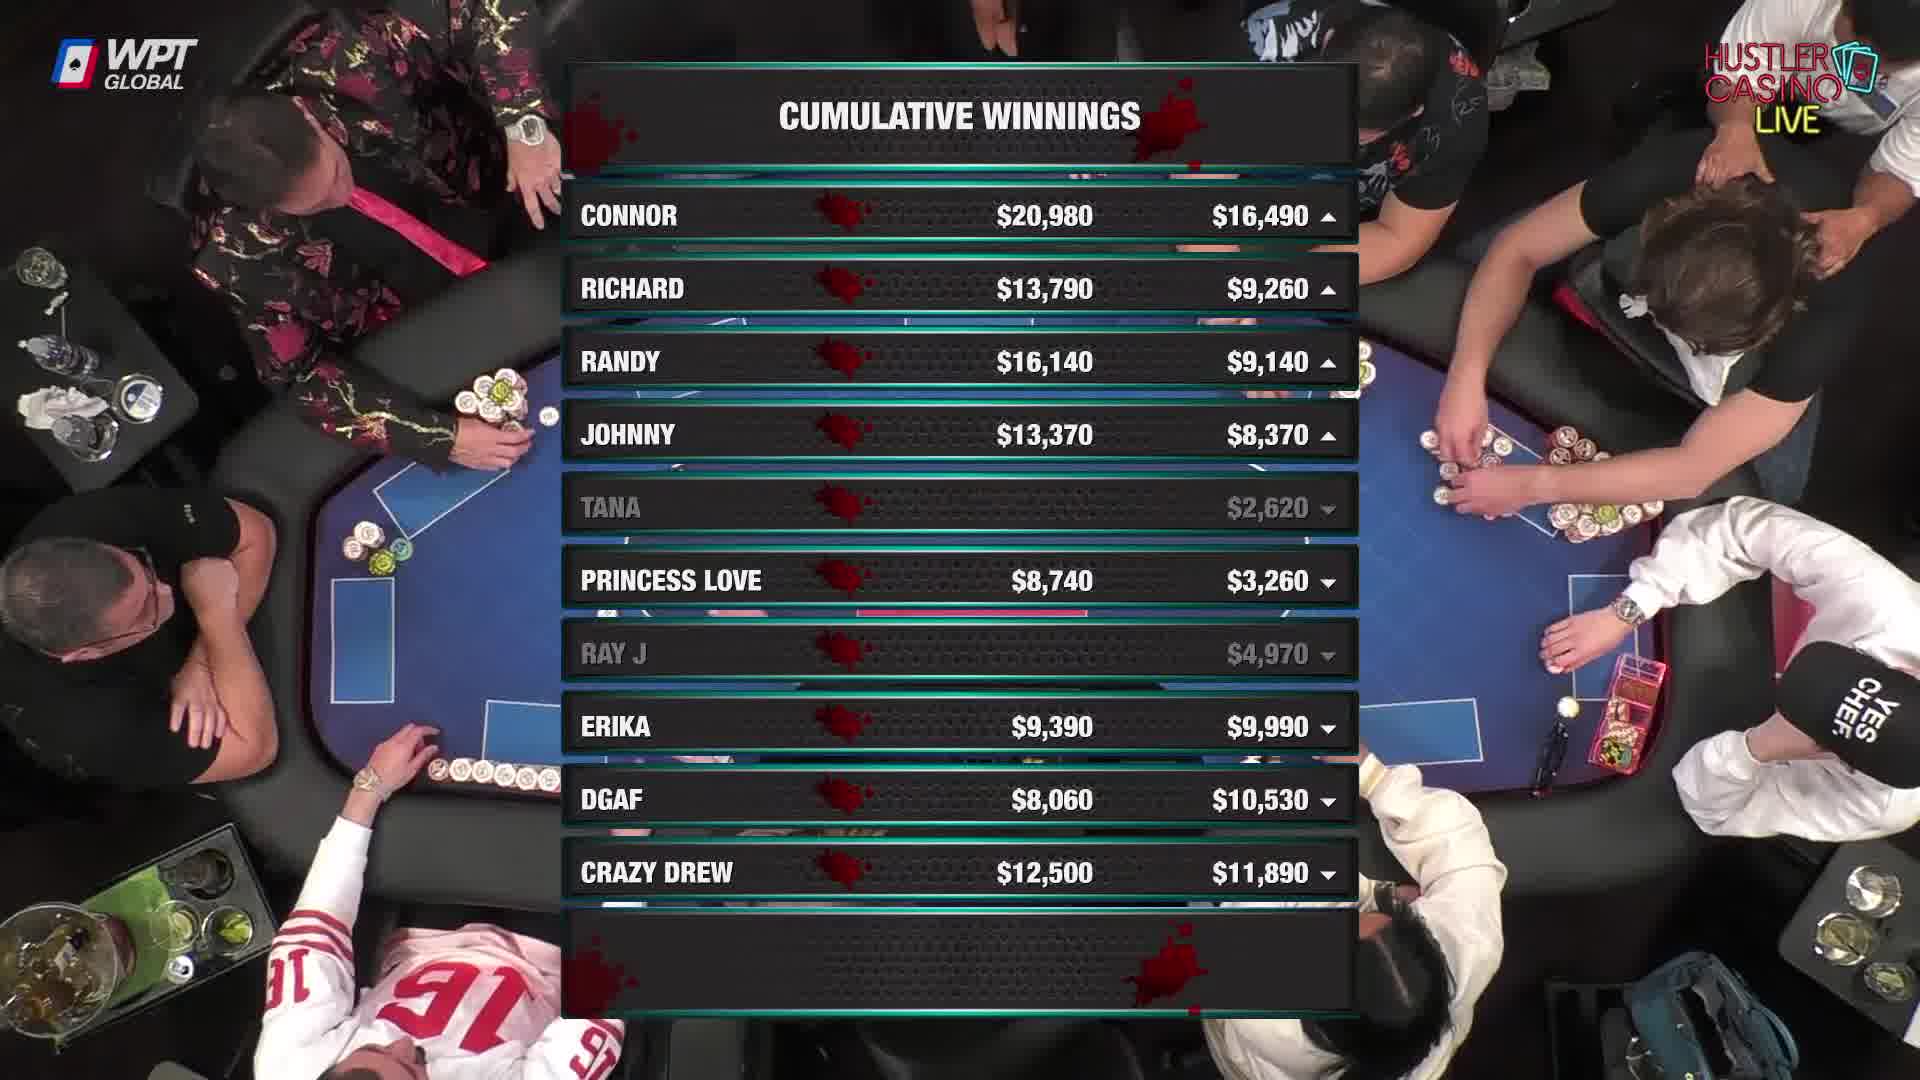 WPT
GLOBAL
HUSTLER
CASINO
LIVE
CUMULATIVE WINNINGS
CONNOR $20,980 $16,490
RICHARD $13,790 $9,260
RANDY $16,140 $9,140
JOHNNY $13,370 $8,370
TANA $2,620
PRINCESS LOVE $8,740 $3,260
RAY J $4,970
ERIKA $9,390 $9,990
DGAF $8,060 $10,530
CRAZY DREW $12,500 $11,890
YES
CHEF.
16
16
16